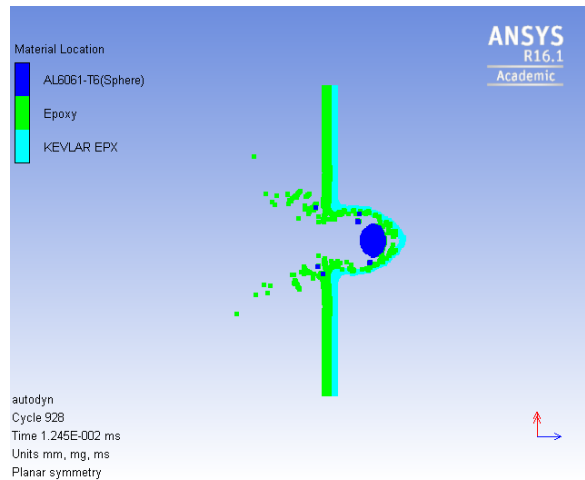 Material Location
AL6061-T6(Sphere)
Epoxy
KEVLAR EPX
ANSYS
R16.1
Academic
autodyn
Cycle 928
Time 1.245E-002 ms
Units mm, mg, ms
Planar symmetry